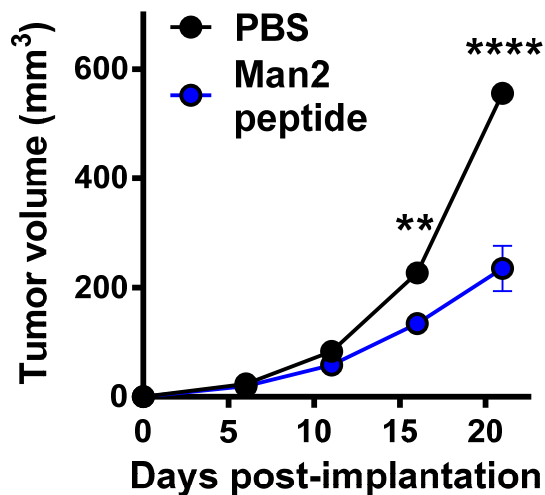 PBS
Man2
peptide
****
**
Tumor volume (mm³)
600
400
200
0
0 5 10 15 20
Days post-implantation